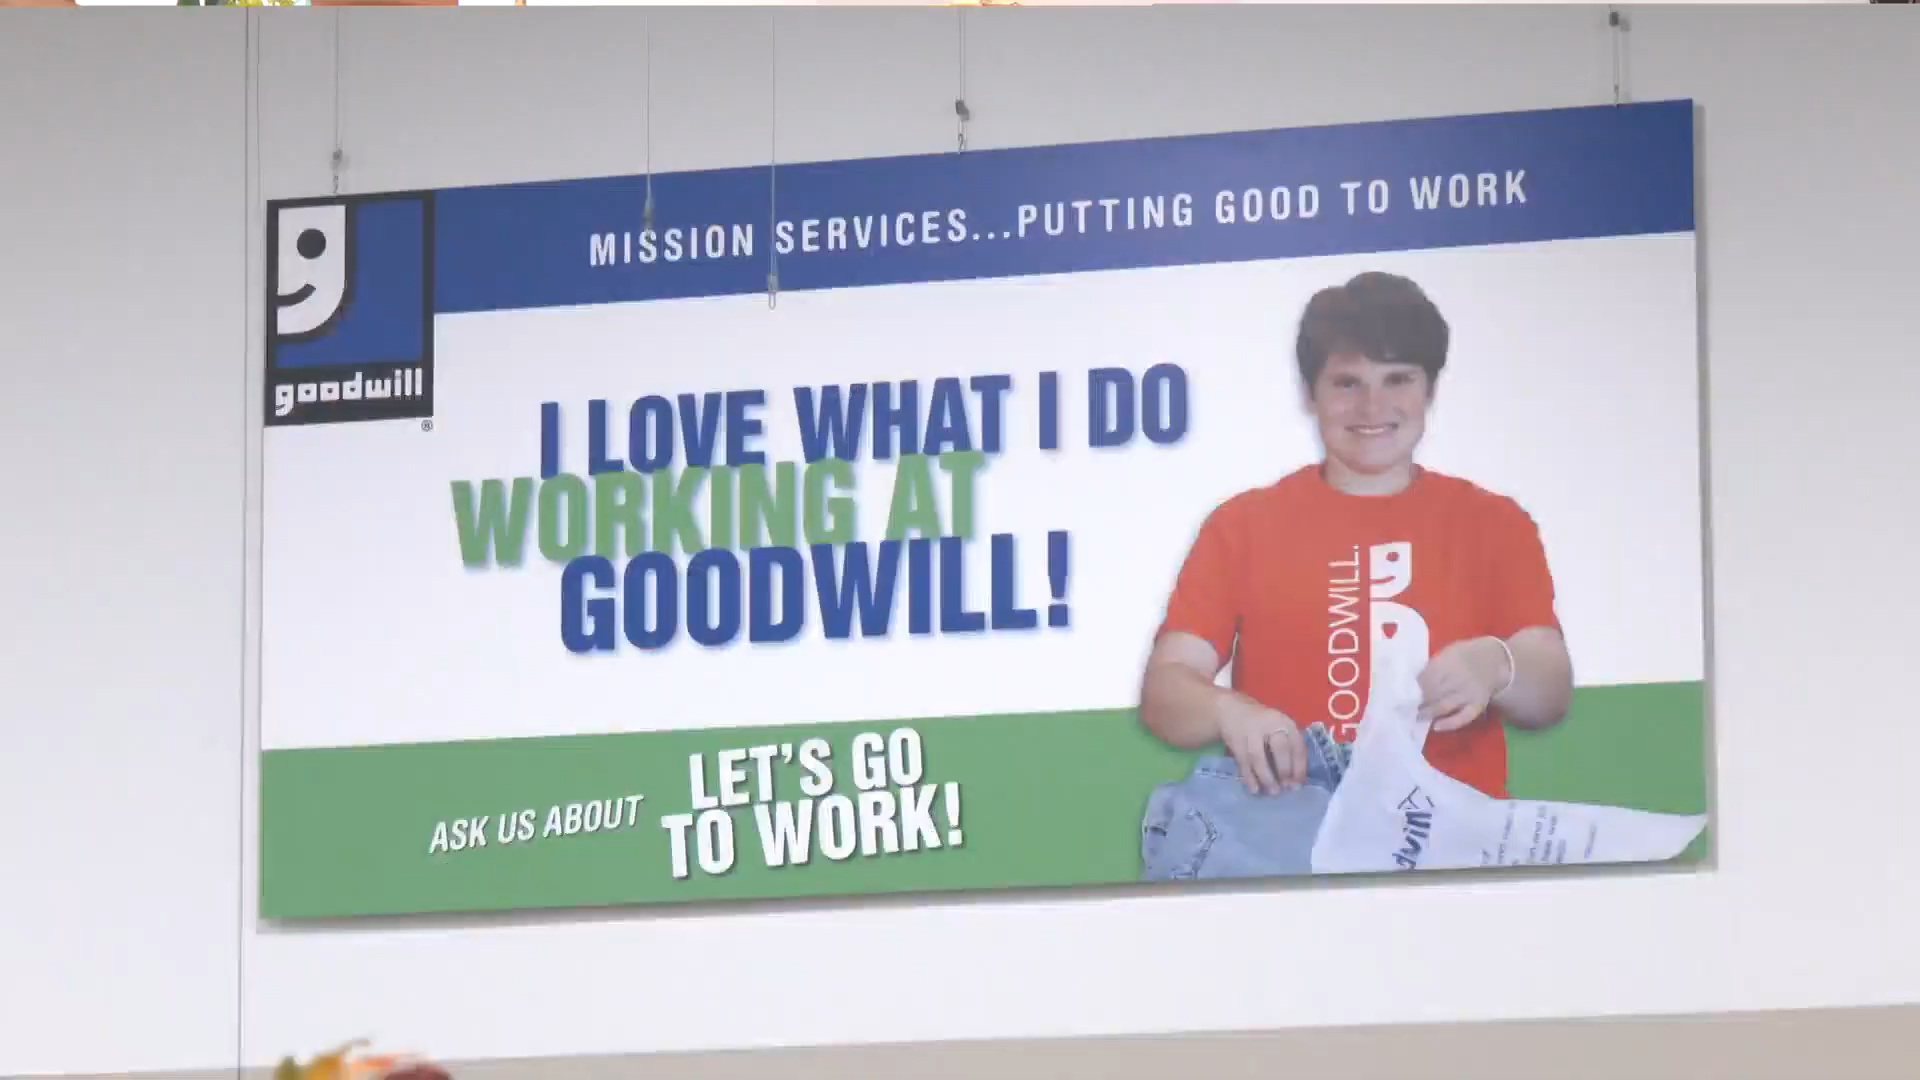 MISSION SERVICES...PUTTING GOOD TO WORK
goodwill
®
I LOVE WHAT I DO
WORKING AT
GOODWILL!
GOODWILL.
ASK US ABOUT
LET'S GO
TO WORK!